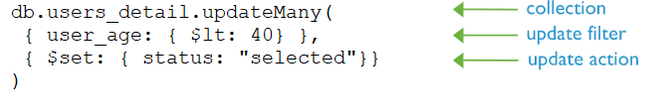 db.users_detail.updateMany( collection
{ user_age: { $lt: 40} }, update filter
{ $set: { status: "selected"}} update action
)